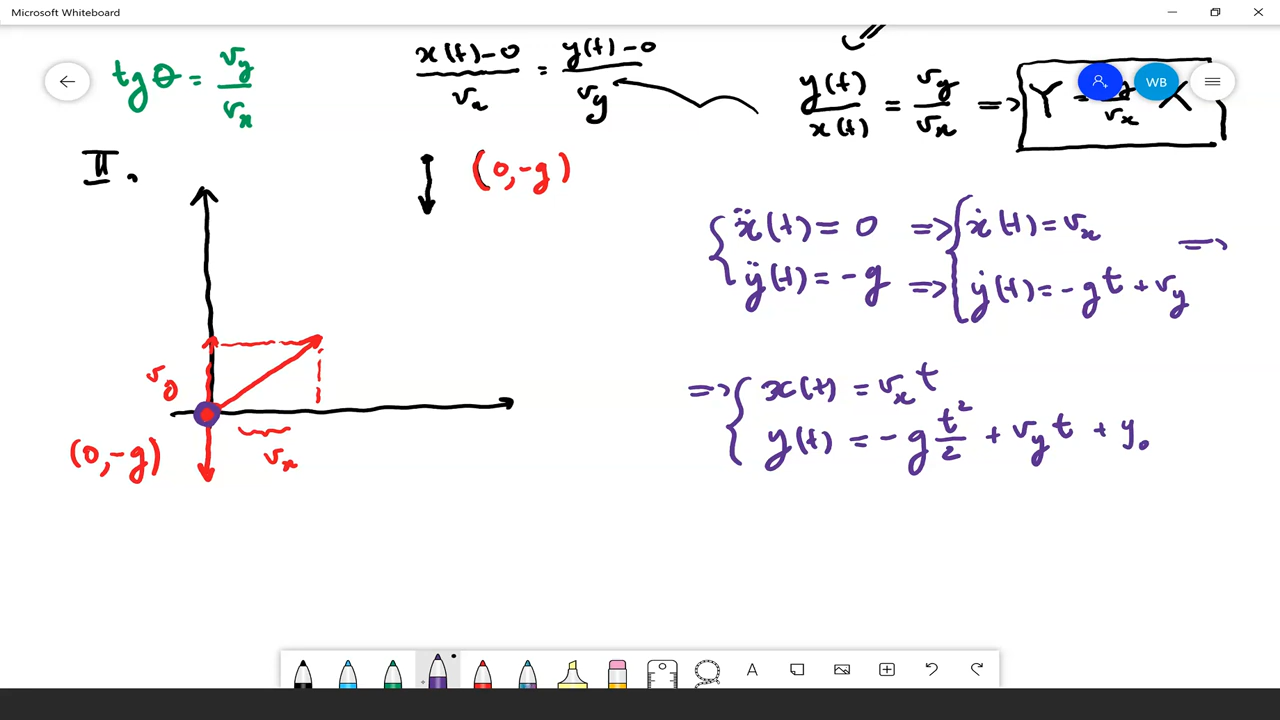 Microsoft Whiteboard
WB
tgθ = v_y / v_x
(x(t)-0) / v_x = (y(t)-0) / v_y
y(t) / x(t) = v_y / v_x => Y = / v_x X
II.
(0,-g)
ẍ(t) = 0 => ẋ(t) = v_x =>
ÿ(t) = -g => ẏ(t) = -gt + v_y
v_0
(0,-g)
v_x
=> x(t) = v_x t
y(t) = -g t²/2 + v_y t + y_0
A